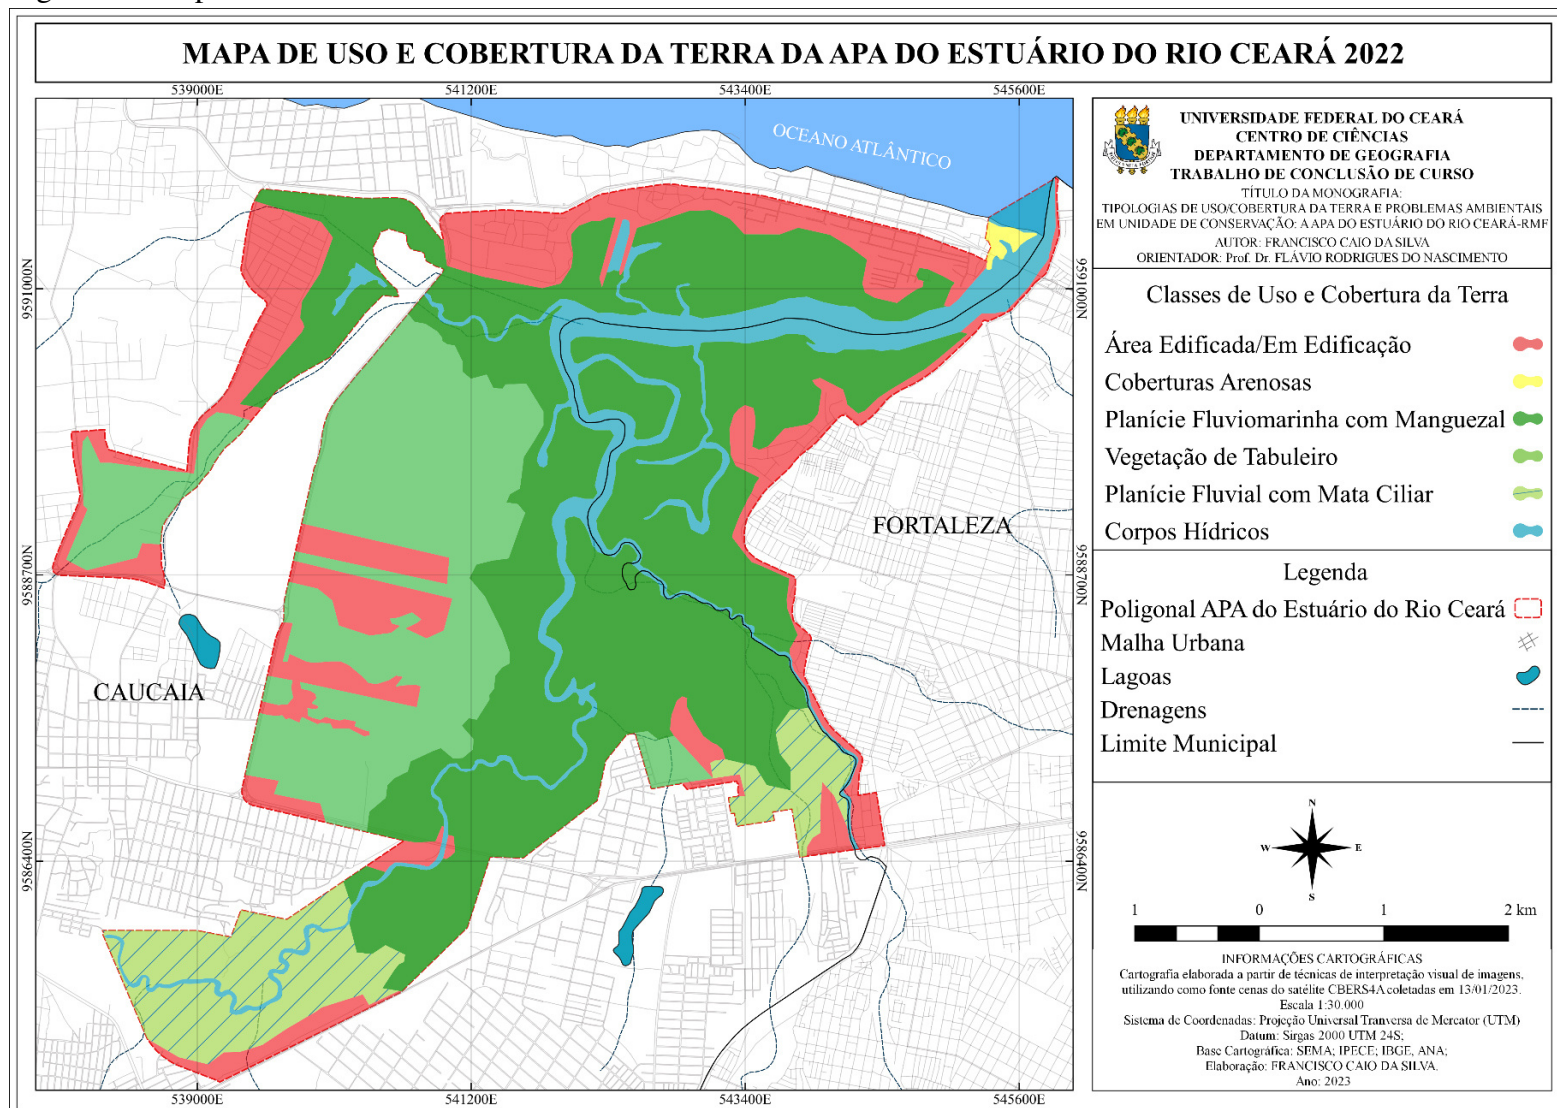 MAPA DE USO E COBERTURA DA TERRA DA APA DO ESTUÁRIO DO RIO CEARÁ 2022
539000E 541200E 543400E 545600E
OCEANO ATLÂNTICO
9591000N 9591000N
FORTALEZA
9588700N 9588700N
CAUCAIA
9586400N 9586400N
539000E 541200E 543400E 545600E
UNIVERSIDADE FEDERAL DO CEARÁ
CENTRO DE CIÊNCIAS
DEPARTAMENTO DE GEOGRAFIA
TRABALHO DE CONCLUSÃO DE CURSO
TÍTULO DA MONOGRAFIA:
TIPOLOGIAS DE USO/COBERTURA DA TERRA E PROBLEMAS AMBIENTAIS
EM UNIDADE DE CONSERVAÇÃO: A APA DO ESTUÁRIO DO RIO CEARÁ-RMF
AUTOR: FRANCISCO CAIO DA SILVA
ORIENTADOR: Prof. Dr. FLÁVIO RODRIGUES DO NASCIMENTO
Classes de Uso e Cobertura da Terra
Área Edificada/Em Edificação
Coberturas Arenosas
Planície Fluviomarinha com Manguezal
Vegetação de Tabuleiro
Planície Fluvial com Mata Ciliar
Corpos Hídricos
Legenda
Poligonal APA do Estuário do Rio Ceará
Malha Urbana
Lagoas
Drenagens
Limite Municipal
N
W E
S
1 0 1 2 km
INFORMAÇÕES CARTOGRÁFICAS
Cartografia elaborada a partir de técnicas de interpretação visual de imagens,
utilizando como fonte cenas do satélite CBERS4A coletadas em 13/01/2023.
Escala 1:30.000
Sistema de Coordenadas: Projeção Universal Tranversa de Mercator (UTM)
Datum: Sirgas 2000 UTM 24S;
Base Cartográfica: SEMA; IPECE; IBGE, ANA;
Elaboração: FRANCISCO CAIO DA SILVA.
Ano: 2023